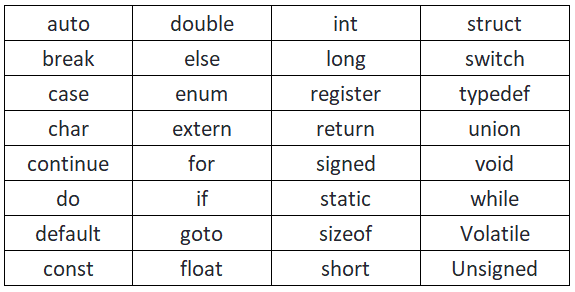 auto double int struct
break else long switch
case enum register typedef
char extern return union
continue for signed void
do if static while
default goto sizeof Volatile
const float short Unsigned